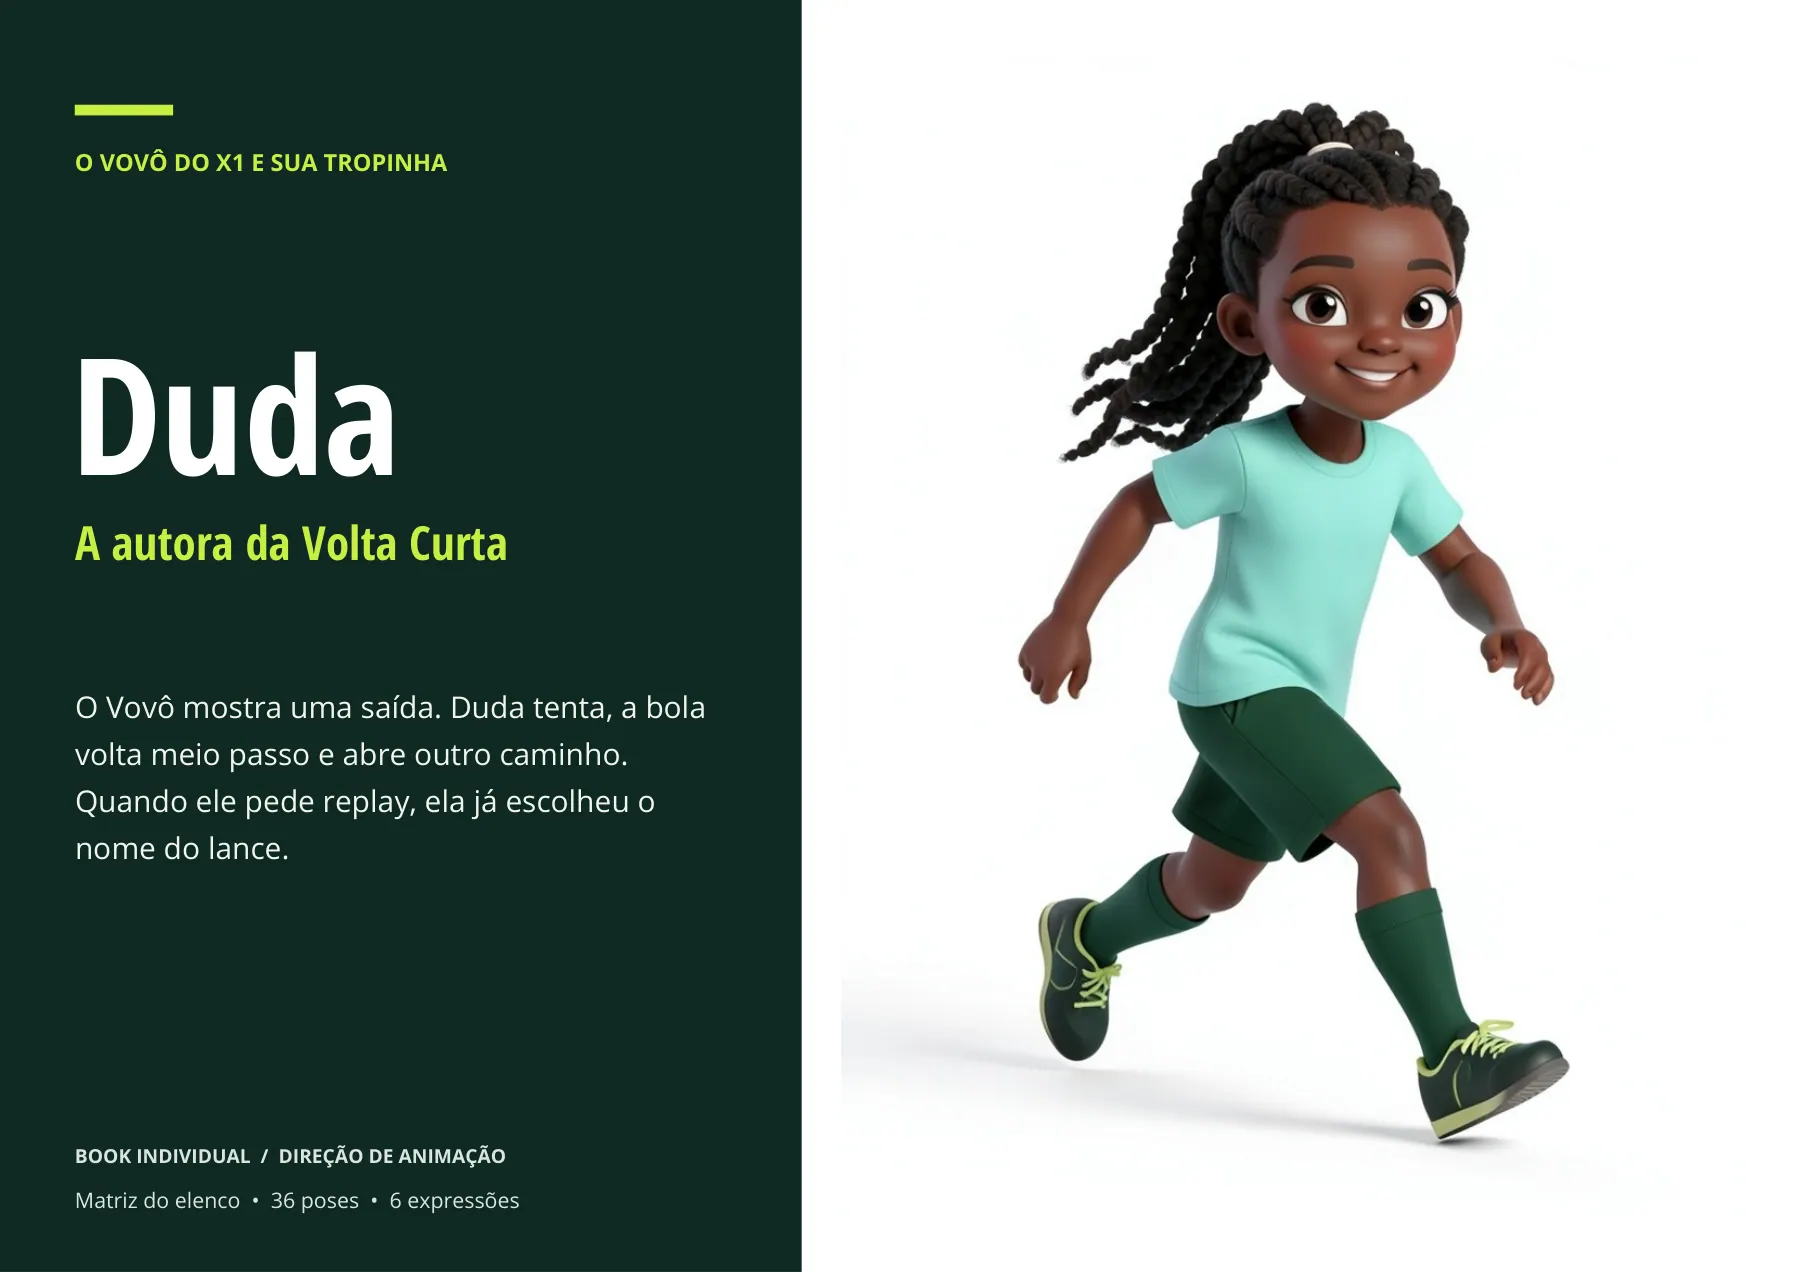 O VOVÔ DO X1 E SUA TROPINHA
Duda
A autora da Volta Curta
O Vovô mostra uma saída. Duda tenta, a bola
volta meio passo e abre outro caminho.
Quando ele pede replay, ela já escolheu o
nome do lance.
BOOK INDIVIDUAL / DIREÇÃO DE ANIMAÇÃO
Matriz do elenco • 36 poses • 6 expressões